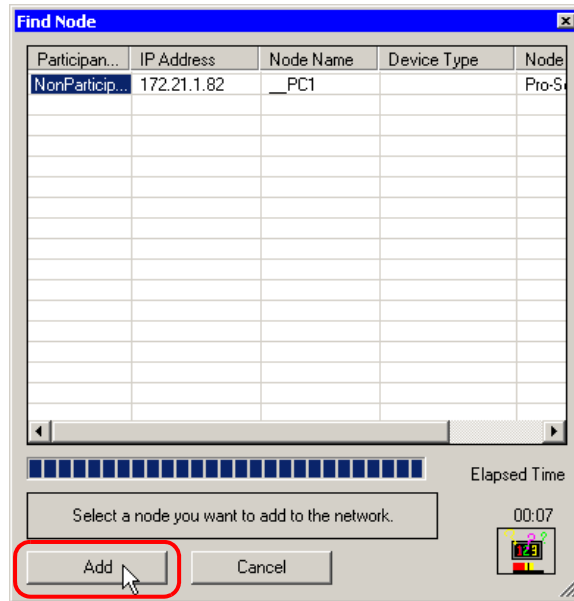 Find Node
Participan... IP Address Node Name Device Type Node
NonParticip... 172.21.1.82 __PC1 Pro-S
Elapsed Time
Select a node you want to add to the network.
00:07
Add Cancel